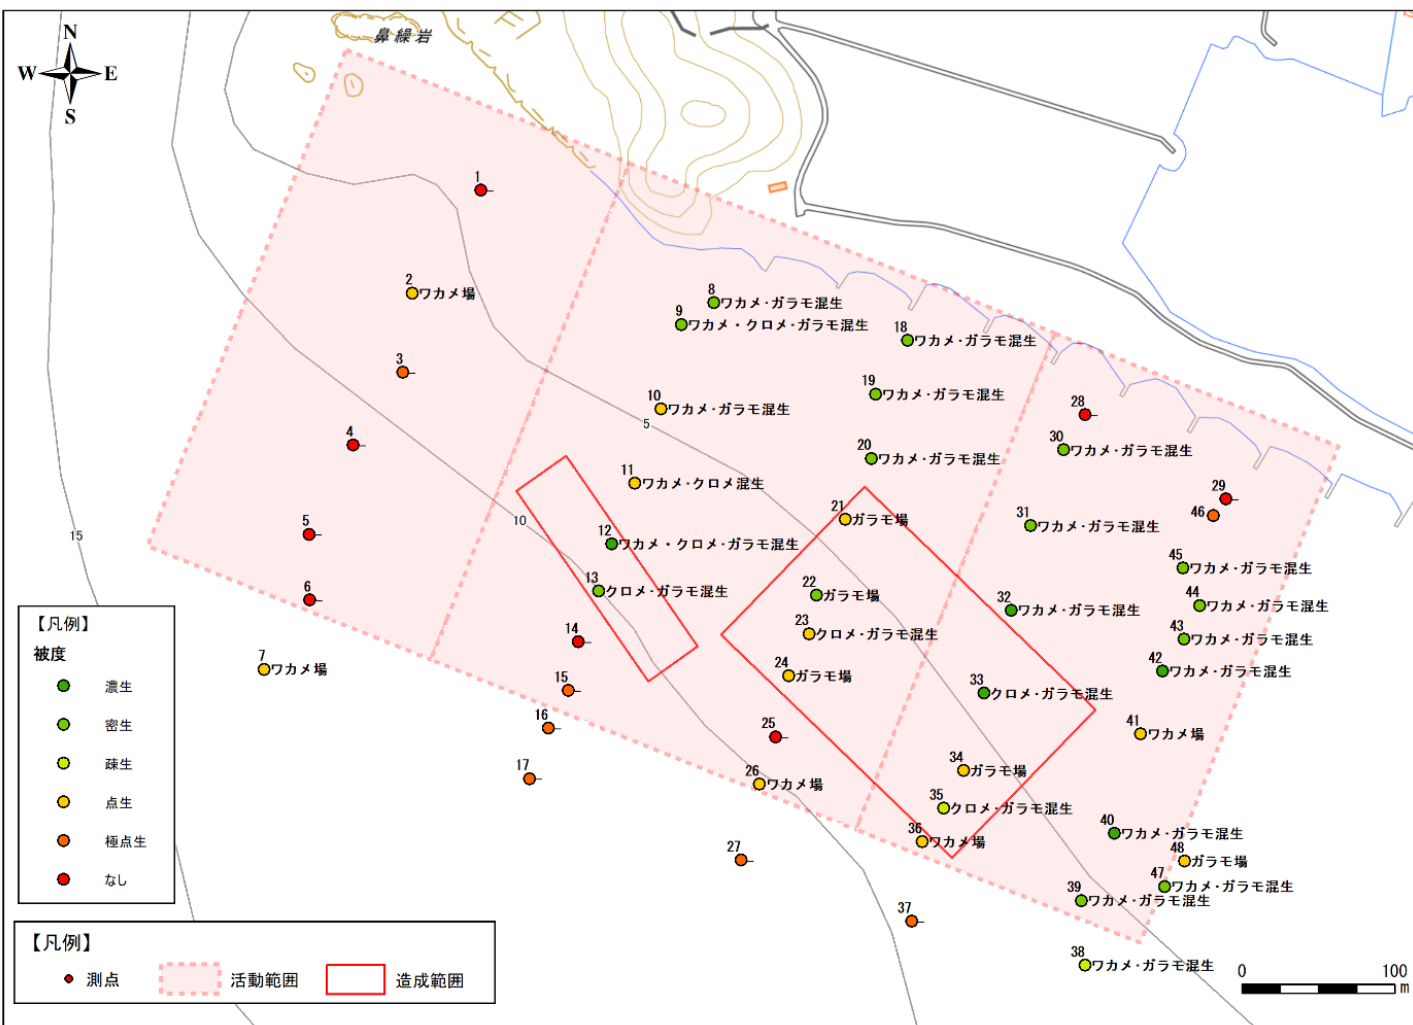 鼻繰岩
N
W E
S
1
2 ワカメ場
3
4
5
6
7 ワカメ場
8 ワカメ・ガラモ混生
9 ワカメ・クロメ・ガラモ混生
10 ワカメ・ガラモ混生
11 ワカメ・クロメ混生
12 ワカメ・クロメ・ガラモ混生
13 クロメ・ガラモ混生
14
15
16
17
18 ワカメ・ガラモ混生
19 ワカメ・ガラモ混生
20 ワカメ・ガラモ混生
21 ガラモ場
22 ガラモ場
23 クロメ・ガラモ混生
24 ガラモ場
25
26 ワカメ場
27
28
29
30 ワカメ・ガラモ混生
31 ワカメ・ガラモ混生
32 ワカメ・ガラモ混生
33 クロメ・ガラモ混生
34 ガラモ場
35 クロメ・ガラモ混生
36 ワカメ場
37
38 ワカメ・ガラモ混生
39 ワカメ・ガラモ混生
40 ワカメ・ガラモ混生
41 ワカメ場
42 ワカメ・ガラモ混生
43 ワカメ・ガラモ混生
44 ワカメ・ガラモ混生
45 ワカメ・ガラモ混生
46
47 ワカメ・ガラモ混生
48 ガラモ場
5
10
15
【凡例】
被度
濃生
密生
疎生
点生
極点生
なし
【凡例】
測点 活動範囲 造成範囲
0 100
m